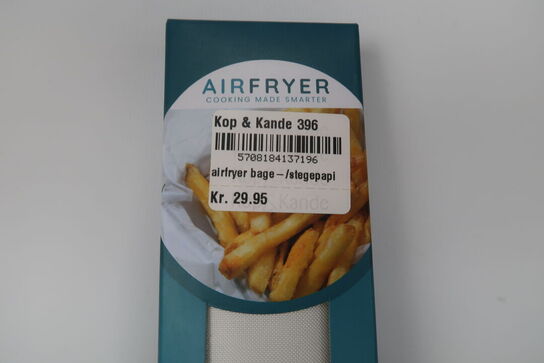 AIRFRYER
COOKING MADE SMARTER
Kop & Kande 396
5708184137196
airfryer bage-/stegepapi
Kr. 29.95